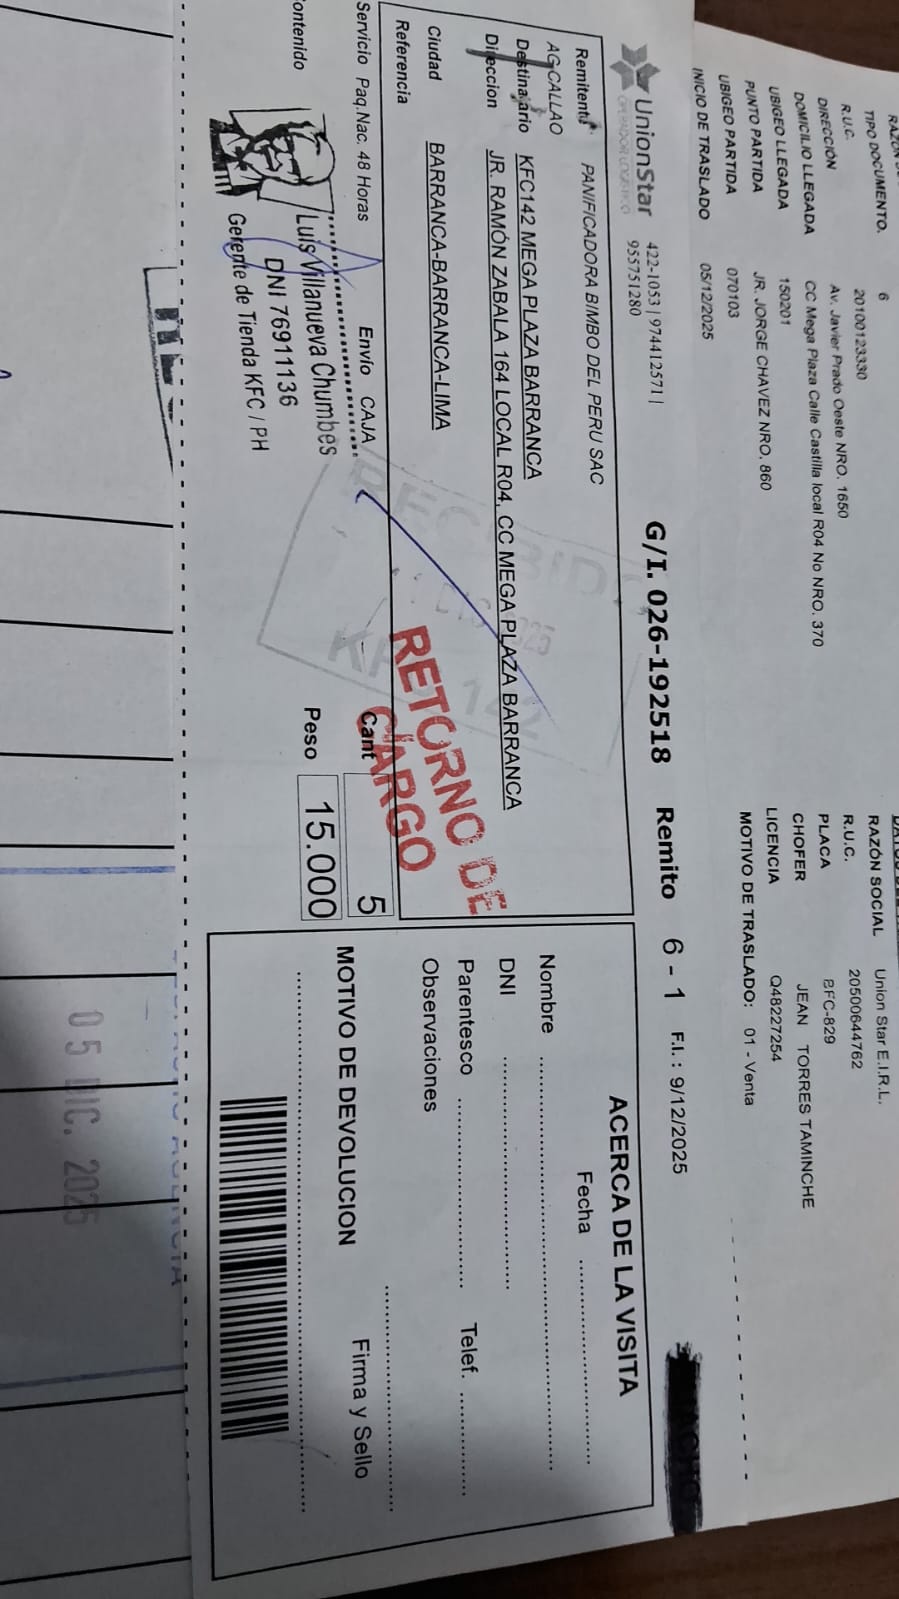 TIPO DOCUMENTO. 6
R.U.C. 20100123330
DIRECCIÓN Av. Javier Prado Oeste NRO. 1650
DOMICILIO LLEGADA CC Mega Plaza Calle Castilla local R04 No NRO. 370
UBIGEO LLEGADA 150201
PUNTO PARTIDA JR. JORGE CHAVEZ NRO. 860
UBIGEO PARTIDA 070103
INICIO DE TRASLADO 05/12/2025
RAZÓN SOCIAL Union Star E.I.R.L.
R.U.C. 20500644762
PLACA BFC-829
CHOFER JEAN TORRES TAMINCHE
LICENCIA Q48227254
MOTIVO DE TRASLADO: 01 - Venta
UnionStar
OPERADOR LOGISTICO
422-1053 | 974412571 |
955751280
G/I. 026-192518 Remito 6 - 1 F.I.: 9/12/2025
Remitente PANIFICADORA BIMBO DEL PERU SAC
AG CALLAO
Destinatario KFC142 MEGA PLAZA BARRANCA
Direccion JR. RAMÓN ZABALA 164 LOCAL R04, CC MEGA PLAZA BARRANCA
Ciudad BARRANCA-BARRANCA-LIMA
Referencia
Servicio Paq.Nac. 48 Horas Envío CAJA Cant 5
Peso 15.000
RETORNO DE
CARGO
RECIBIDO
KFC 142
Luis Villanueva Chumbes
DNI 76911136
Gerente de Tienda KFC / PH
ACERCA DE LA VISITA
Fecha
Nombre
DNI
Parentesco Telef.
Observaciones
MOTIVO DE DEVOLUCION Firma y Sello
05 DIC. 2025